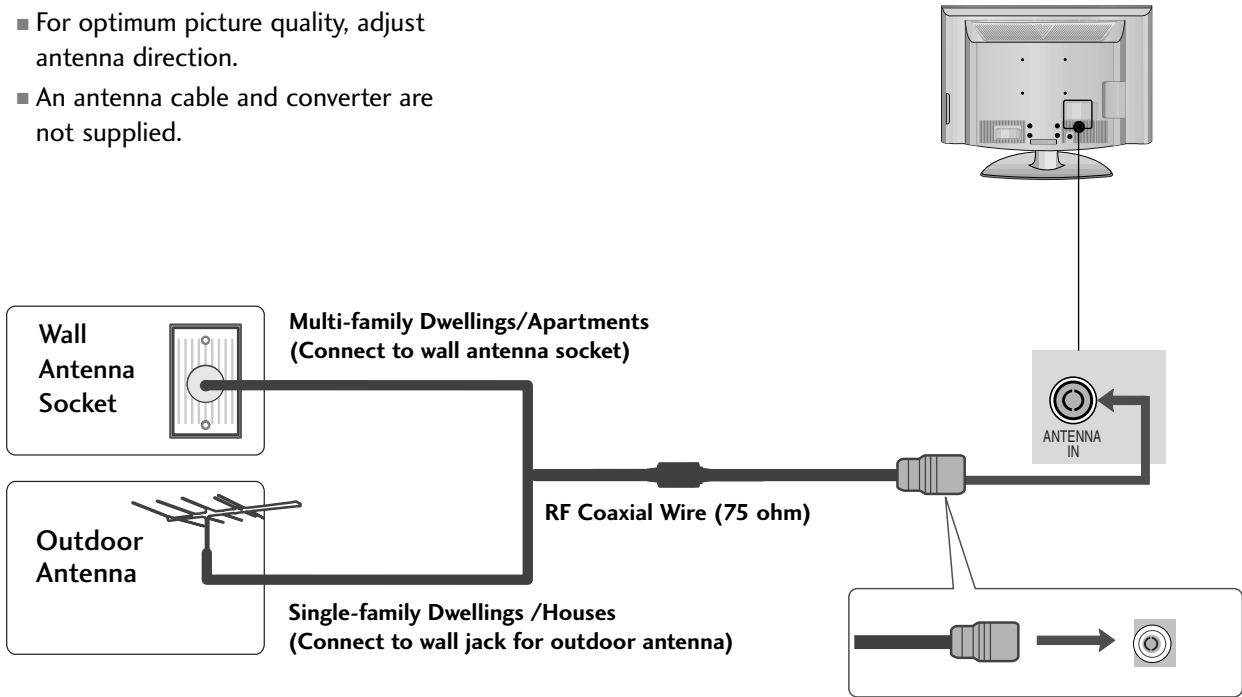 ■ For optimum picture quality, adjust
antenna direction.
■ An antenna cable and converter are
not supplied.
Wall
Antenna
Socket
Multi-family Dwellings/Apartments
(Connect to wall antenna socket)
ANTENNA
IN
RF Coaxial Wire (75 ohm)
Outdoor
Antenna
Single-family Dwellings /Houses
(Connect to wall jack for outdoor antenna)